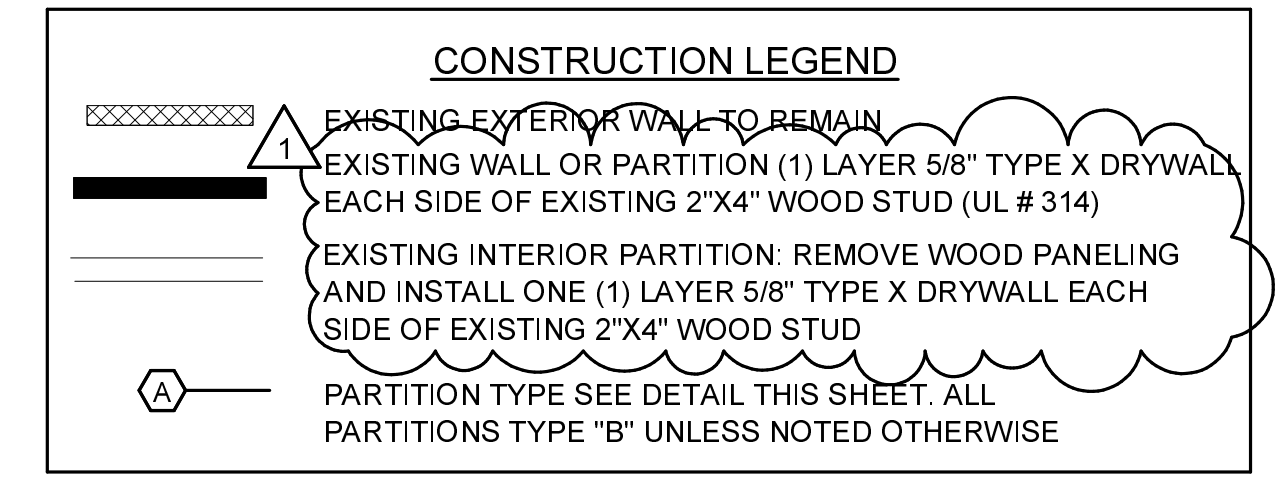 CONSTRUCTION LEGEND
EXISTING EXTERIOR WALL TO REMAIN
1
EXISTING WALL OR PARTITION (1) LAYER 5/8" TYPE X DRYWALL
EACH SIDE OF EXISTING 2"X4" WOOD STUD (UL # 314)
EXISTING INTERIOR PARTITION: REMOVE WOOD PANELING
AND INSTALL ONE (1) LAYER 5/8" TYPE X DRYWALL EACH
SIDE OF EXISTING 2"X4" WOOD STUD
A
PARTITION TYPE SEE DETAIL THIS SHEET. ALL
PARTITIONS TYPE "B" UNLESS NOTED OTHERWISE